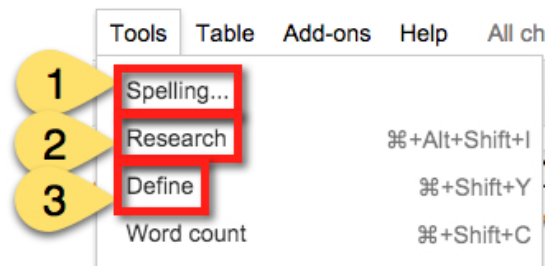 Tools Table Add-ons Help All ch
1 Spelling...
2 Research ⌘+Alt+Shift+I
3 Define ⌘+Shift+Y
Word count ⌘+Shift+C